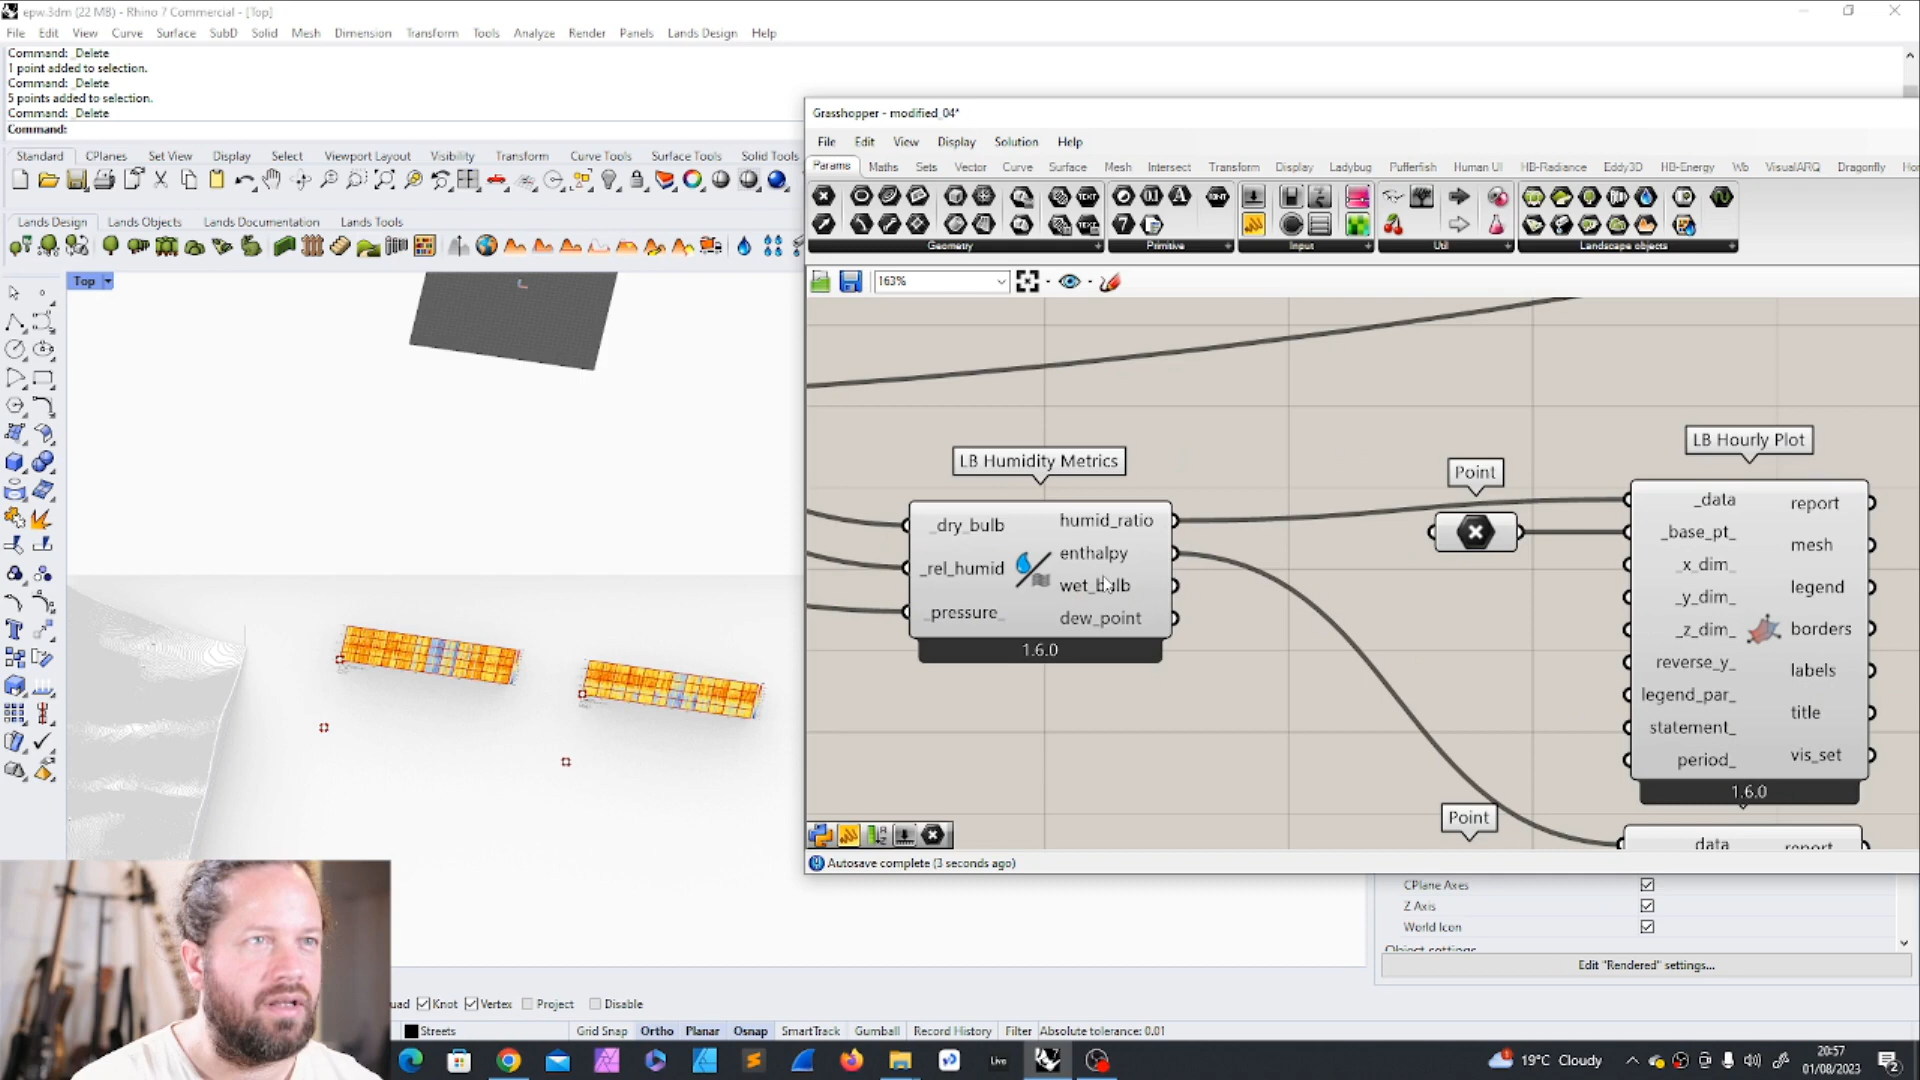 epw.3dm (22 MB) - Rhino 7 Commercial - [Top]
File Edit View Curve Surface SubD Solid Mesh Dimension Transform Tools Analyze Render Panels Lands Design Help
Command: _Delete
1 point added to selection.
Command: _Delete
5 points added to selection.
Command: _Delete
Command:
Standard CPlanes Set View Display Select Viewport Layout Visibility Transform Curve Tools Surface Tools Solid Tools
Lands Design Lands Objects Lands Documentation Lands Tools
Top
Grasshopper - modified_04*
File Edit View Display Solution Help
Params Maths Sets Vector Curve Surface Mesh Intersect Transform Display Ladybug Pufferfish Human UI HB-Radiance Eddy3D HB-Energy Wb VisualARQ Dragonfly
Geometry Primitive Input Util Landscape objects
163%
LB Humidity Metrics
_dry_bulb
_rel_humid
_pressure_
humid_ratio
enthalpy
wet_bulb
dew_point
1.6.0
Point
LB Hourly Plot
_data
_base_pt_
_x_dim_
_y_dim_
_z_dim_
reverse_y_
legend_par_
statement_
period_
report
mesh
legend
borders
labels
title
vis_set
1.6.0
Point
data report
Autosave complete (3 seconds ago)
CPlane Axes
Z Axis
World Icon
Object settings
Edit "Rendered" settings...
Knot Vertex Project Disable
Streets Grid Snap Ortho Planar Osnap SmartTrack Gumball Record History Filter Absolute tolerance: 0.01
Live
19°C Cloudy
20:57
01/08/2023
2